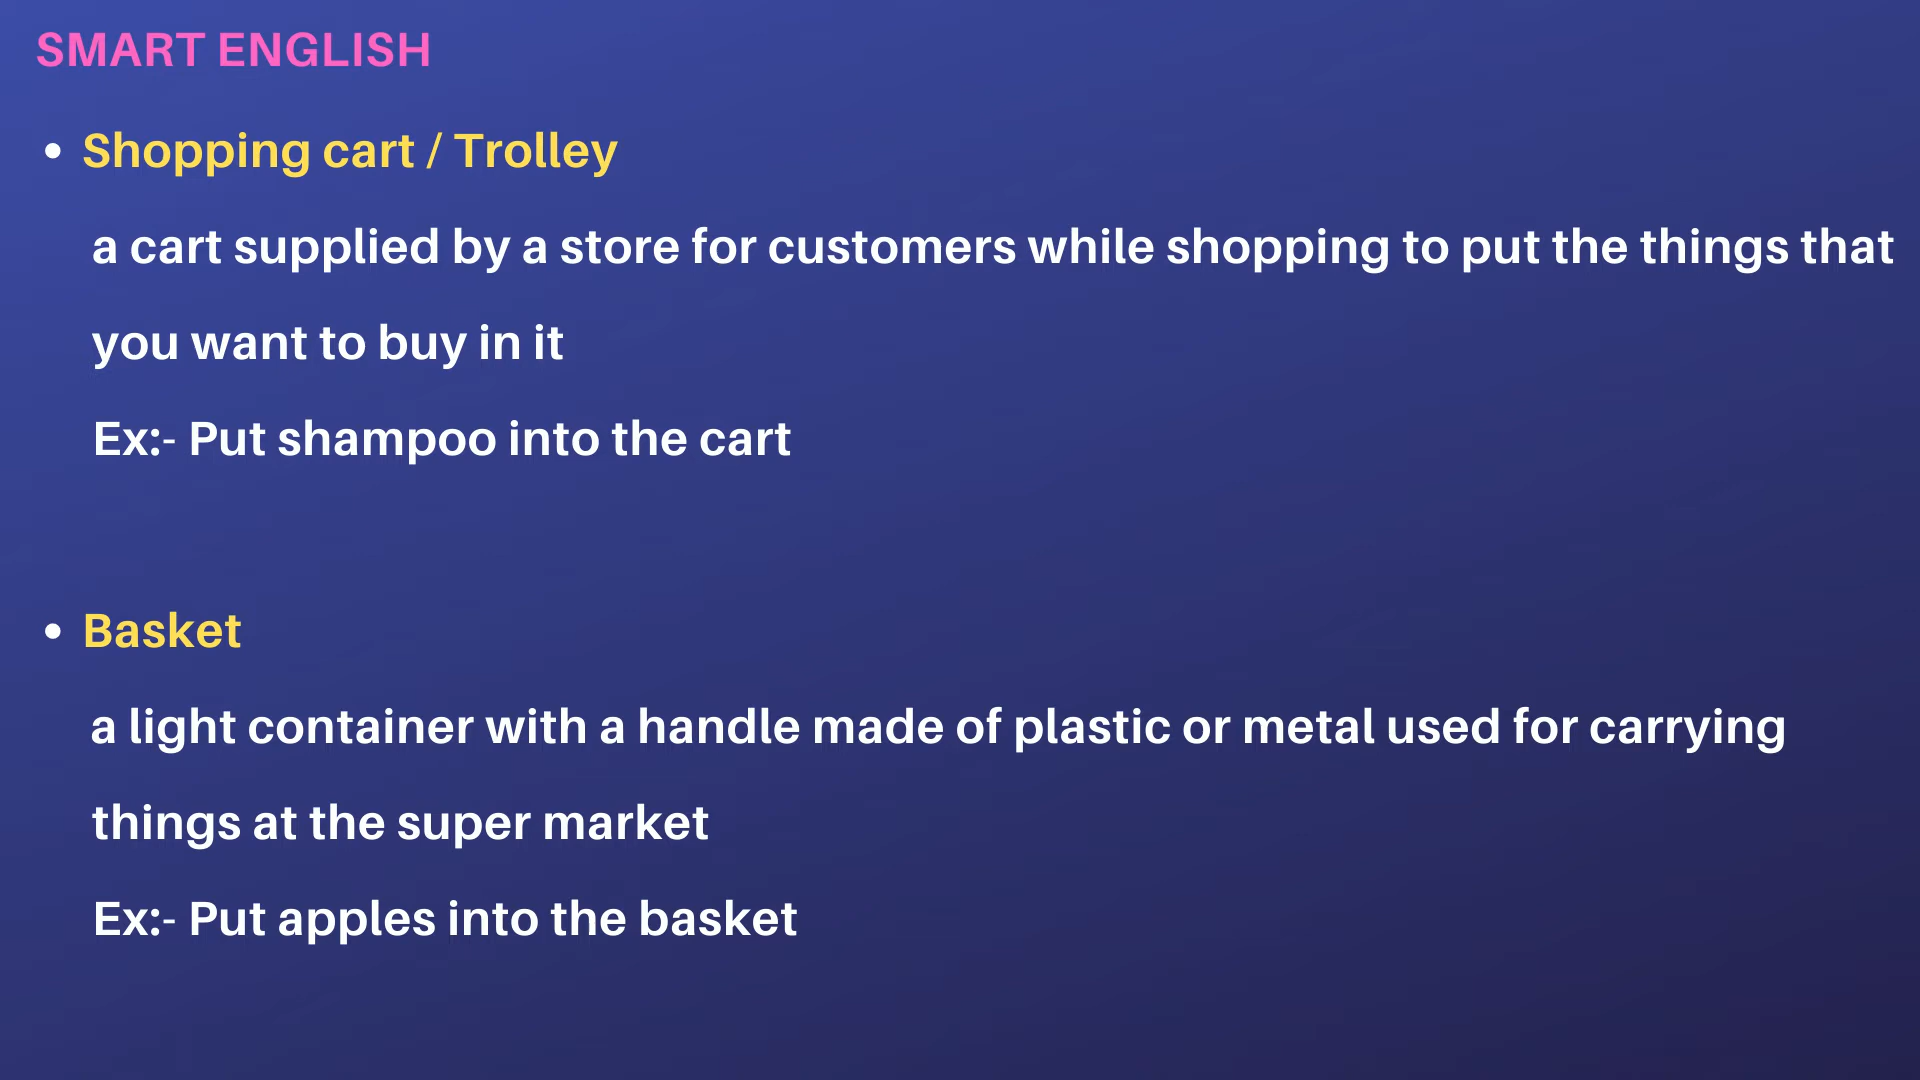 SMART ENGLISH
• Shopping cart / Trolley
a cart supplied by a store for customers while shopping to put the things that
you want to buy in it
Ex:- Put shampoo into the cart
• Basket
a light container with a handle made of plastic or metal used for carrying
things at the super market
Ex:- Put apples into the basket